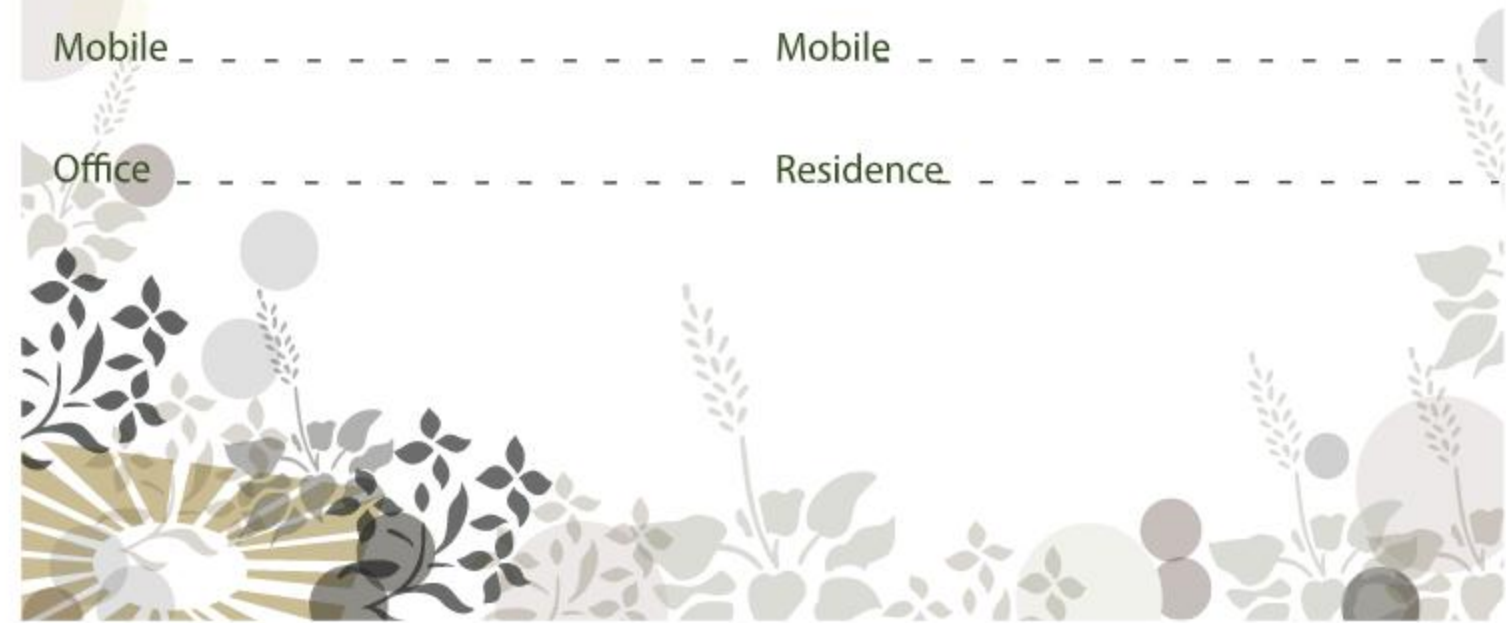 Mobile _ _ _ _ _ _ _ _ _ _ _ _ _ _ Mobile _ _ _ _ _ _ _ _ _ _ _ _ _ _
Office _ _ _ _ _ _ _ _ _ _ _ _ _ _ Residence _ _ _ _ _ _ _ _ _ _ _ _ _ _